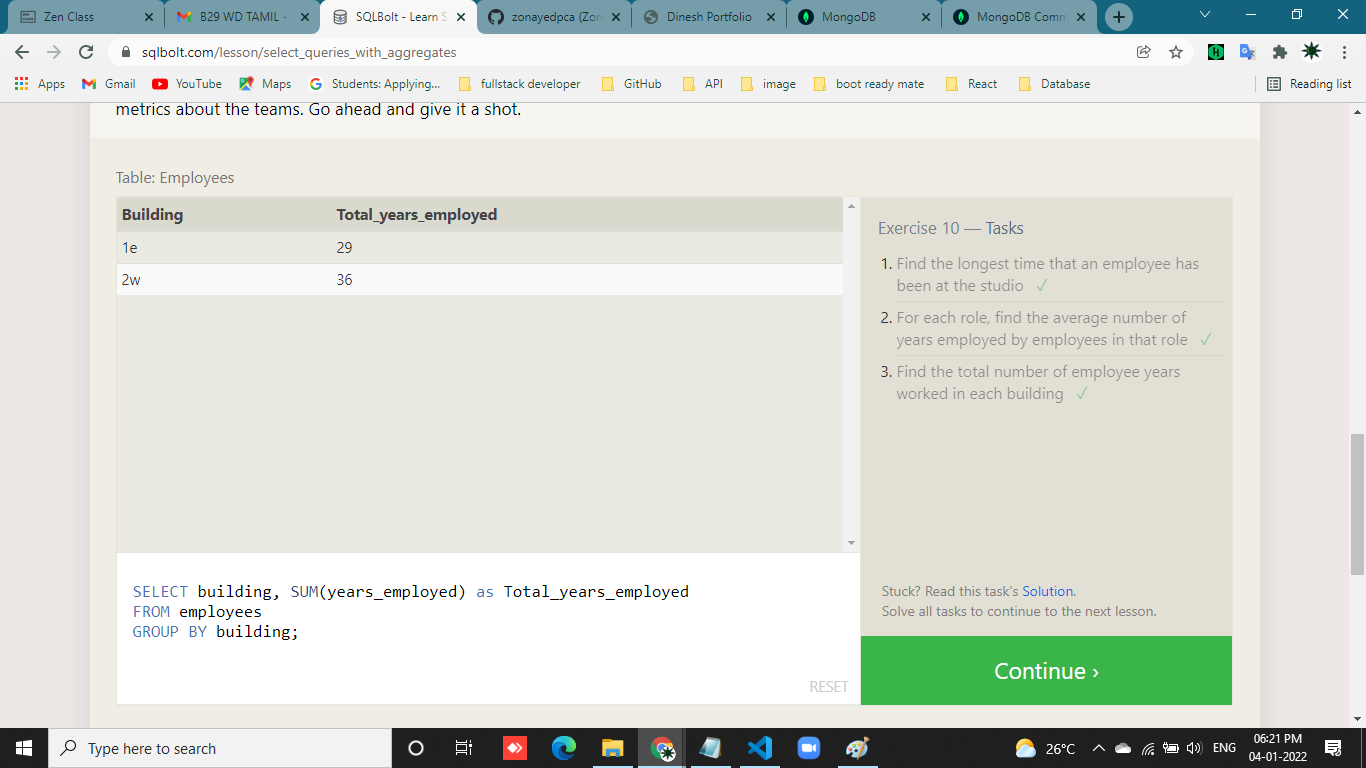 Zen Class
B29 WD TAMIL -
SQLBolt - Learn S
zonayedpca (Zon
Dinesh Portfolio
MongoDB
MongoDB Comm
sqlbolt.com/lesson/select_queries_with_aggregates
Apps
Gmail
YouTube
Maps
Students: Applying...
fullstack developer
GitHub
API
image
boot ready mate
React
Database
Reading list
metrics about the teams. Go ahead and give it a shot.
Table: Employees
Building Total_years_employed
1e 29
2w 36
Exercise 10 — Tasks
1. Find the longest time that an employee has
been at the studio ✓
2. For each role, find the average number of
years employed by employees in that role ✓
3. Find the total number of employee years
worked in each building ✓
SELECT building, SUM(years_employed) as Total_years_employed
FROM employees
GROUP BY building;
RESET
Stuck? Read this task's Solution.
Solve all tasks to continue to the next lesson.
Continue ›
Type here to search
26°C
ENG
06:21 PM
04-01-2022